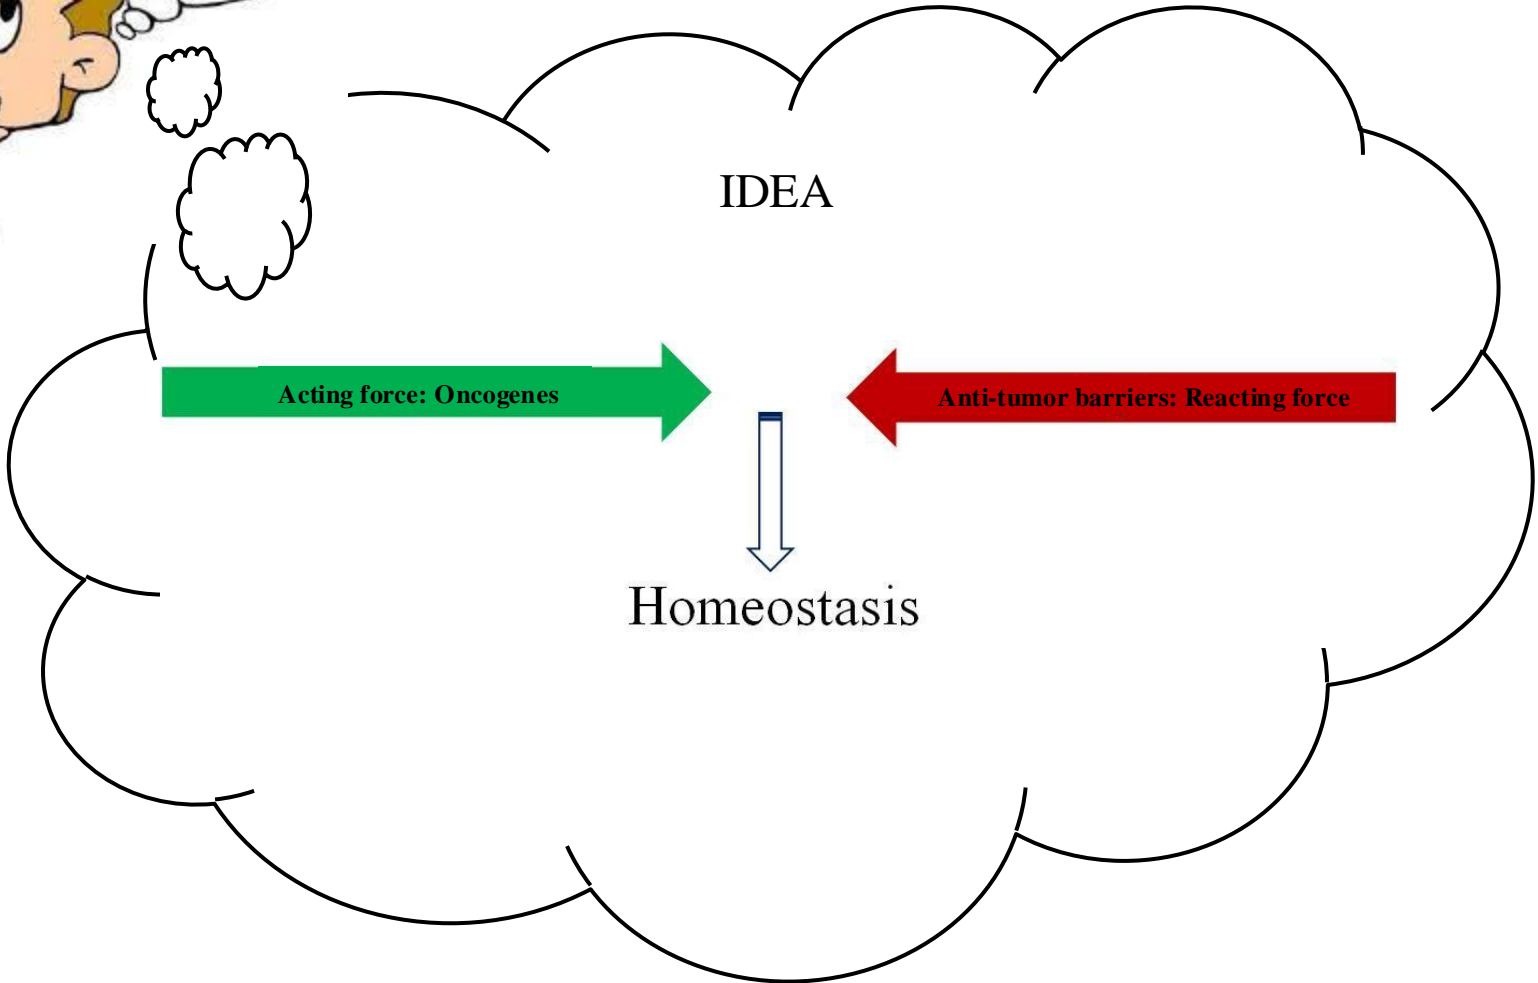 IDEA
Acting force: Oncogenes
Anti-tumor barriers: Reacting force
Homeostasis